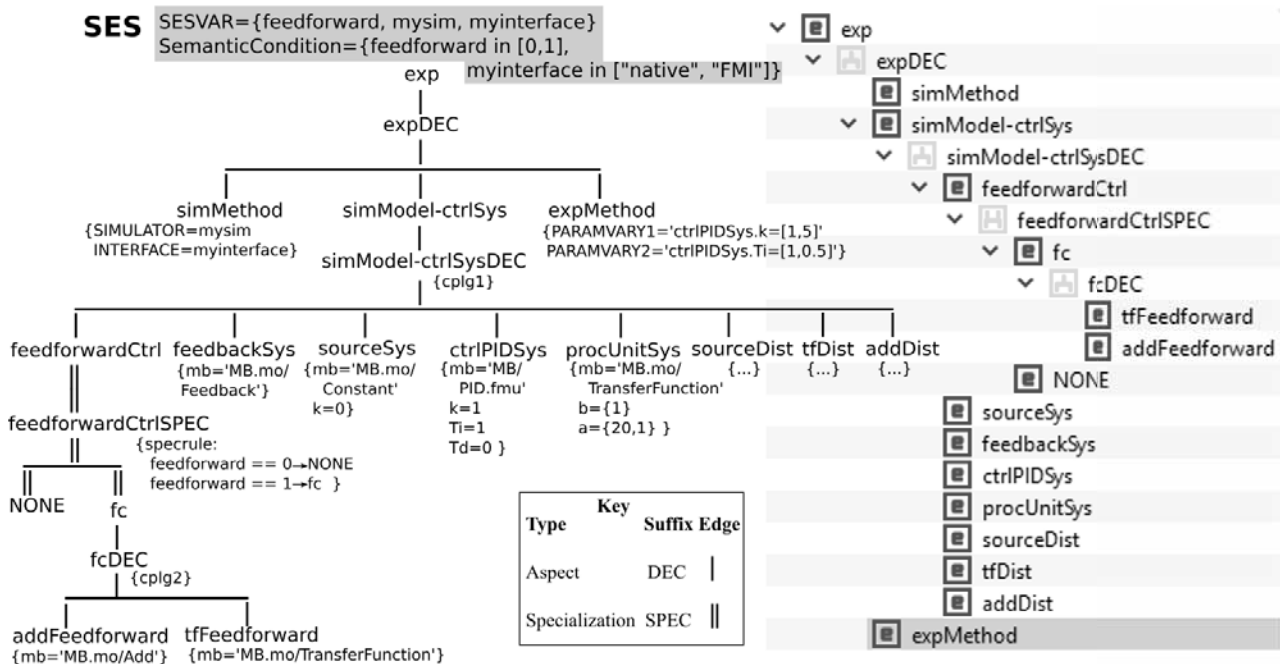 SES
SESVAR={feedforward, mysim, myinterface}
SemanticCondition={feedforward in [0,1],
myinterface in ["native", "FMI"]}
exp
expDEC
simMethod
{SIMULATOR=mysim
INTERFACE=myinterface}
simModel-ctrlSys
expMethod
{PARAMVARY1='ctrlPIDSys.k=[1,5]'
PARAMVARY2='ctrlPIDSys.Ti=[1,0.5]'}
simModel-ctrlSysDEC
{cplg1}
feedforwardCtrl
feedbackSys
{mb='MB.mo/
Feedback'}
sourceSys
{mb='MB.mo/
Constant'
k=0}
ctrlPIDSys
{mb='MB/
PID.fmu'
k=1
Ti=1
Td=0 }
procUnitSys
{mb='MB.mo/
TransferFunction'
b={1}
a={20,1} }
sourceDist
{...}
tfDist
{...}
addDist
{...}
feedforwardCtrlSPEC
{specrule:
feedforward == 0→NONE
feedforward == 1→fc }
NONE
fc
fcDEC
{cplg2}
addFeedforward
{mb='MB.mo/Add'}
tfFeedforward
{mb='MB.mo/TransferFunction'}
Key
Type Suffix Edge
Aspect DEC
Specialization SPEC
e exp
expDEC
e simMethod
e simModel-ctrlSys
simModel-ctrlSysDEC
e feedforwardCtrl
feedforwardCtrlSPEC
e fc
fcDEC
e tfFeedforward
e addFeedforward
e NONE
e sourceSys
e feedbackSys
e ctrlPIDSys
e procUnitSys
e sourceDist
e tfDist
e addDist
e expMethod